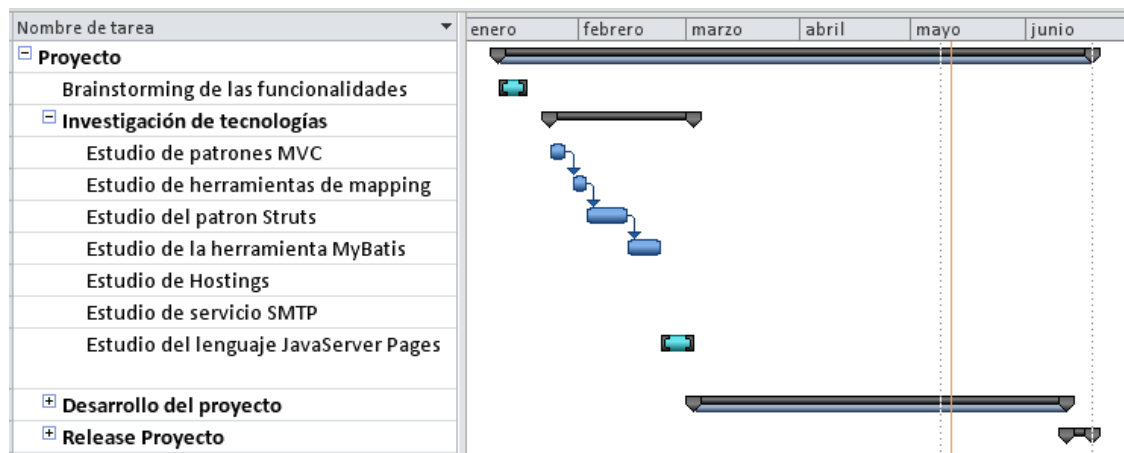 Nombre de tarea
enero febrero marzo abril mayo junio
Proyecto
Brainstorming de las funcionalidades
Investigación de tecnologías
Estudio de patrones MVC
Estudio de herramientas de mapping
Estudio del patron Struts
Estudio de la herramienta MyBatis
Estudio de Hostings
Estudio de servicio SMTP
Estudio del lenguaje JavaServer Pages
Desarrollo del proyecto
Release Proyecto